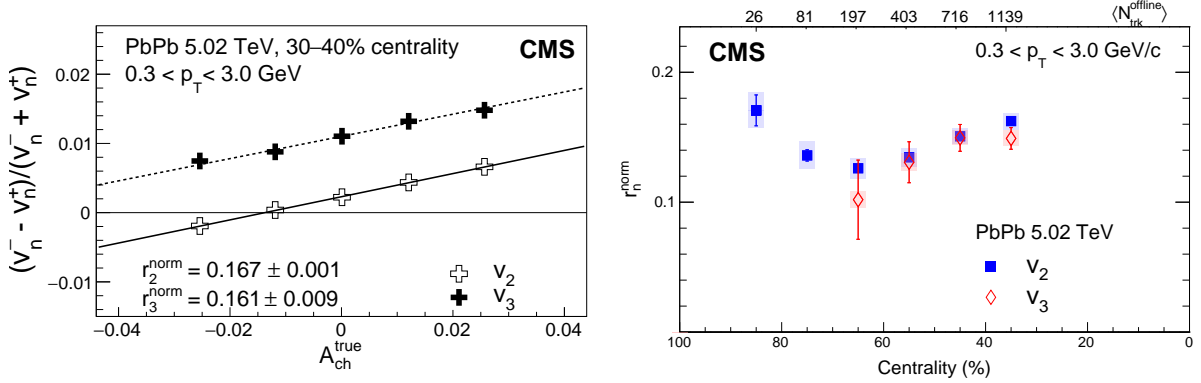 PbPb 5.02 TeV, 30–40% centrality CMS
0.3 < p_T < 3.0 GeV
(v_n^- - v_n^+)/(v_n^- + v_n^+)
0.02
0.01
0
−0.01
r_2^norm = 0.167 ± 0.001
r_3^norm = 0.161 ± 0.009
v_2
v_3
−0.04 −0.02 0 0.02 0.04
A_ch^true
26 81 197 403 716 1139 ⟨N_trk^offline⟩
CMS 0.3 < p_T < 3.0 GeV/c
r_n^norm
0.2
0.1
PbPb 5.02 TeV
v_2
v_3
100 80 60 40 20 0
Centrality (%)